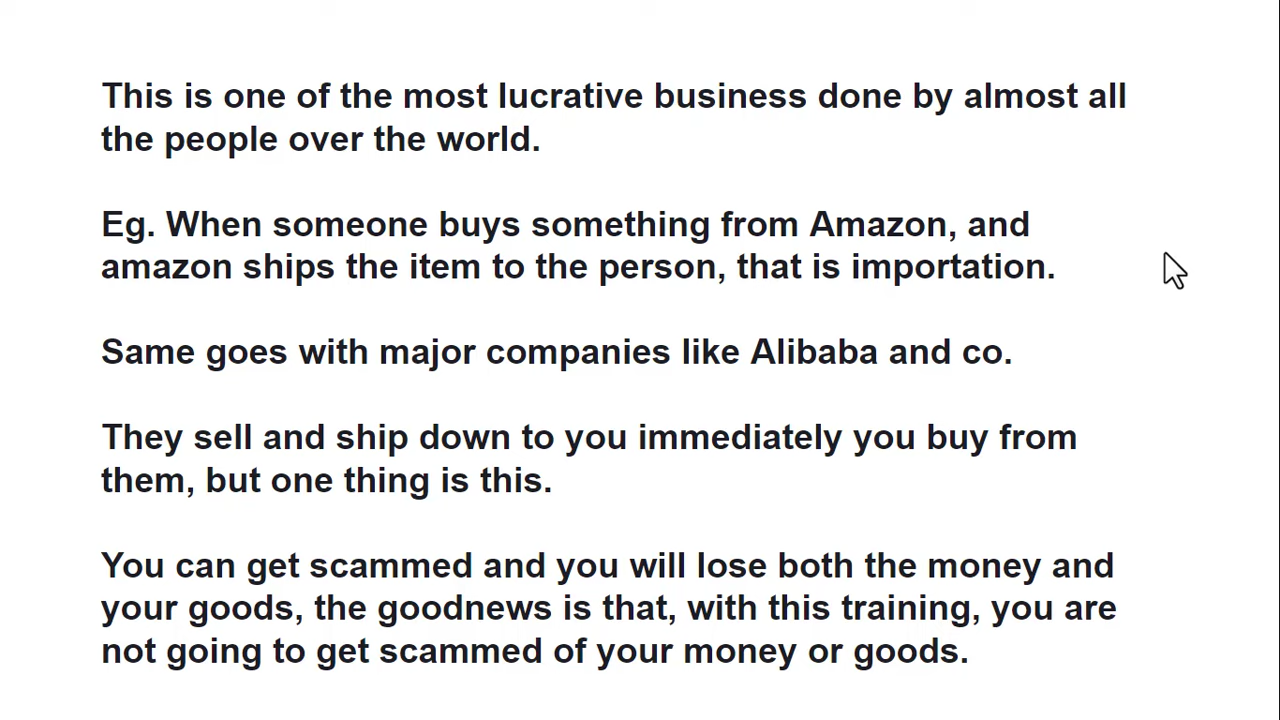 This is one of the most lucrative business done by almost all
the people over the world.
Eg. When someone buys something from Amazon, and
amazon ships the item to the person, that is importation.
Same goes with major companies like Alibaba and co.
They sell and ship down to you immediately you buy from
them, but one thing is this.
You can get scammed and you will lose both the money and
your goods, the goodnews is that, with this training, you are
not going to get scammed of your money or goods.